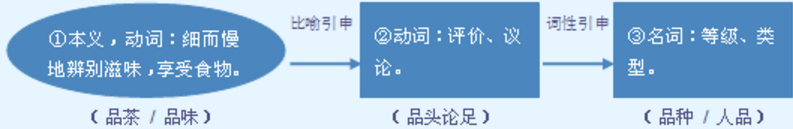 ①本义，动词：细而慢
地辨别滋味，享受食物。
比喻引申
②动词：评价、议
论。
词性引申
③名词：等级、类
型。
（品茶 / 品味）
（品头论足）
（品种 / 人品）